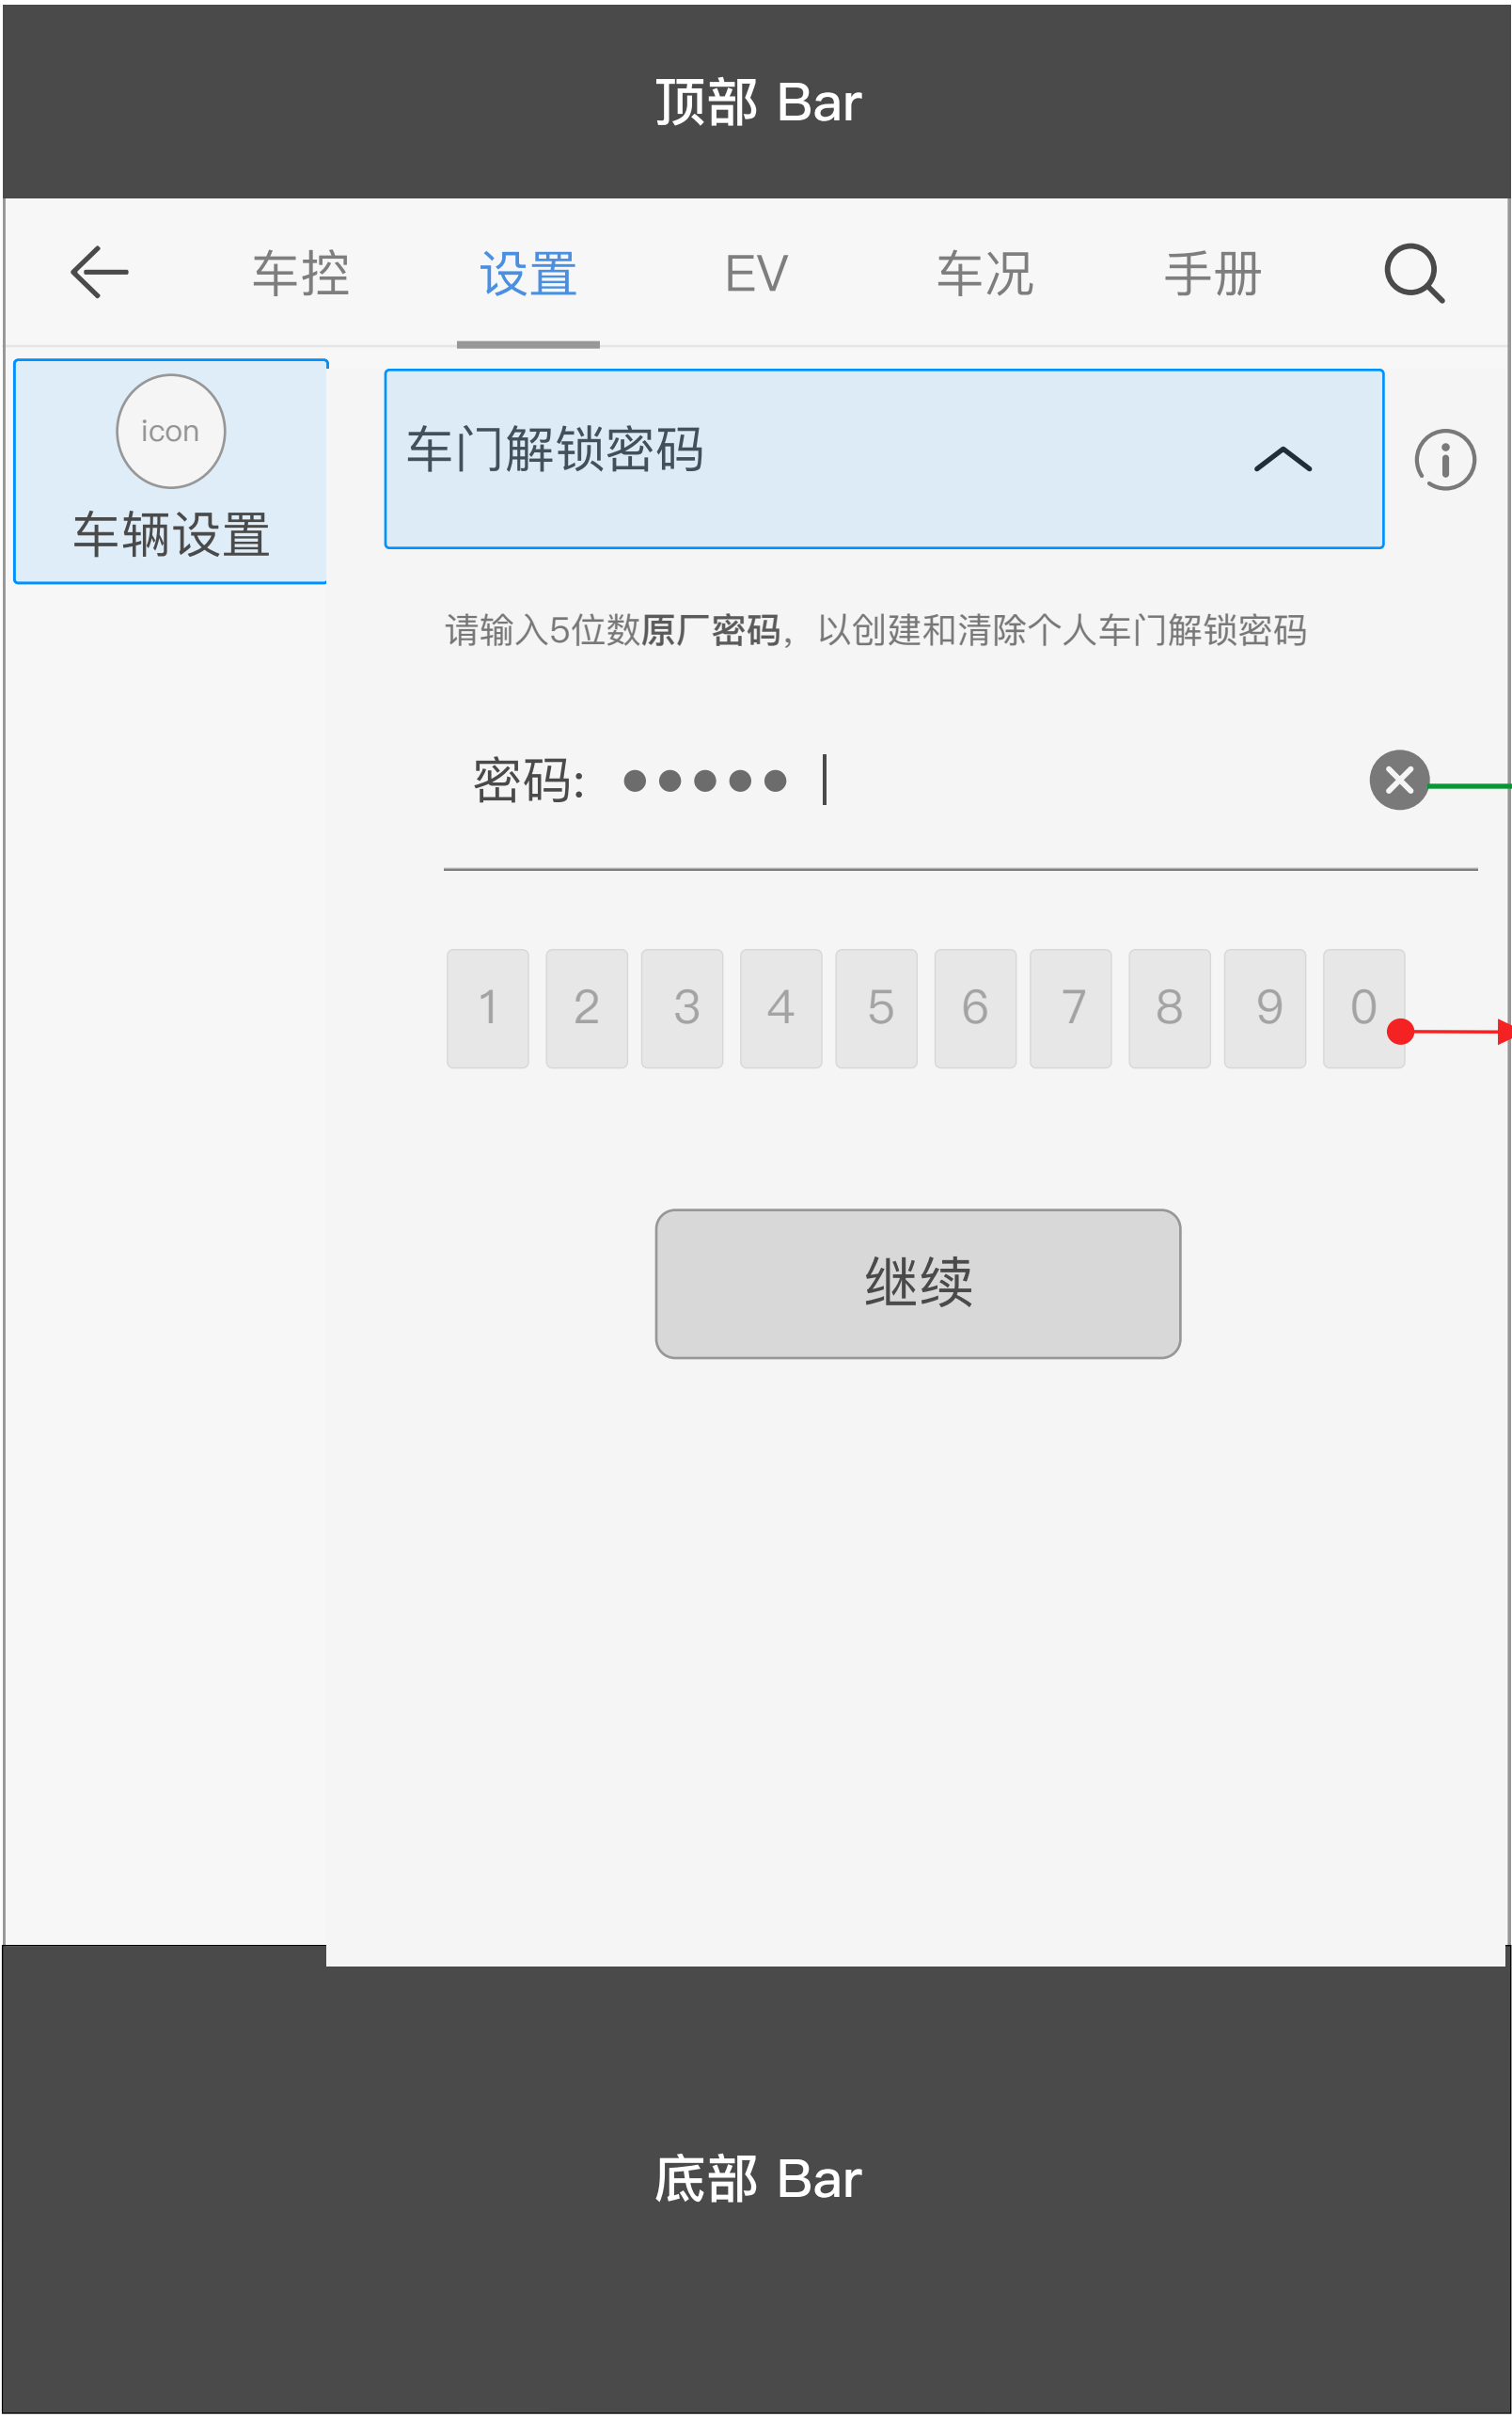 顶部 Bar
车控 设置 EV 车况 手册
icon
车辆设置
车门解锁密码
请输入5位数原厂密码，以创建和清除个人车门解锁密码
密码：
1 2 3 4 5 6 7 8 9 0
继续
底部 Bar